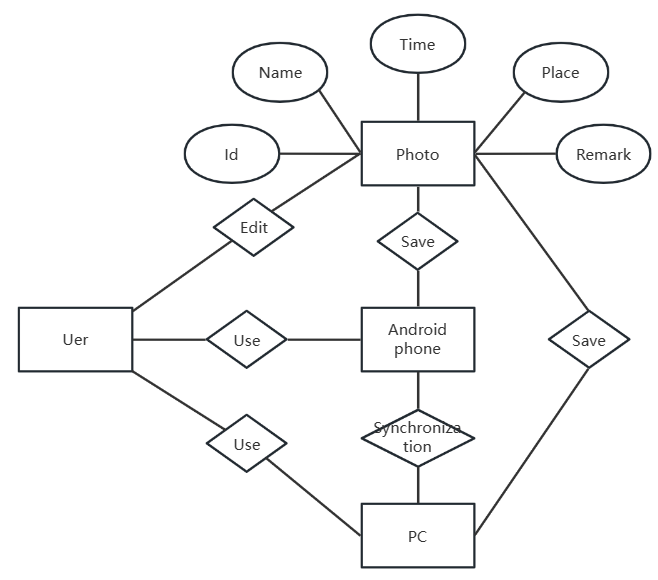 Time
Name
Place
Id
Photo
Remark
Edit
Save
Uer
Use
Android
phone
Save
Use
Synchroniza
tion
PC